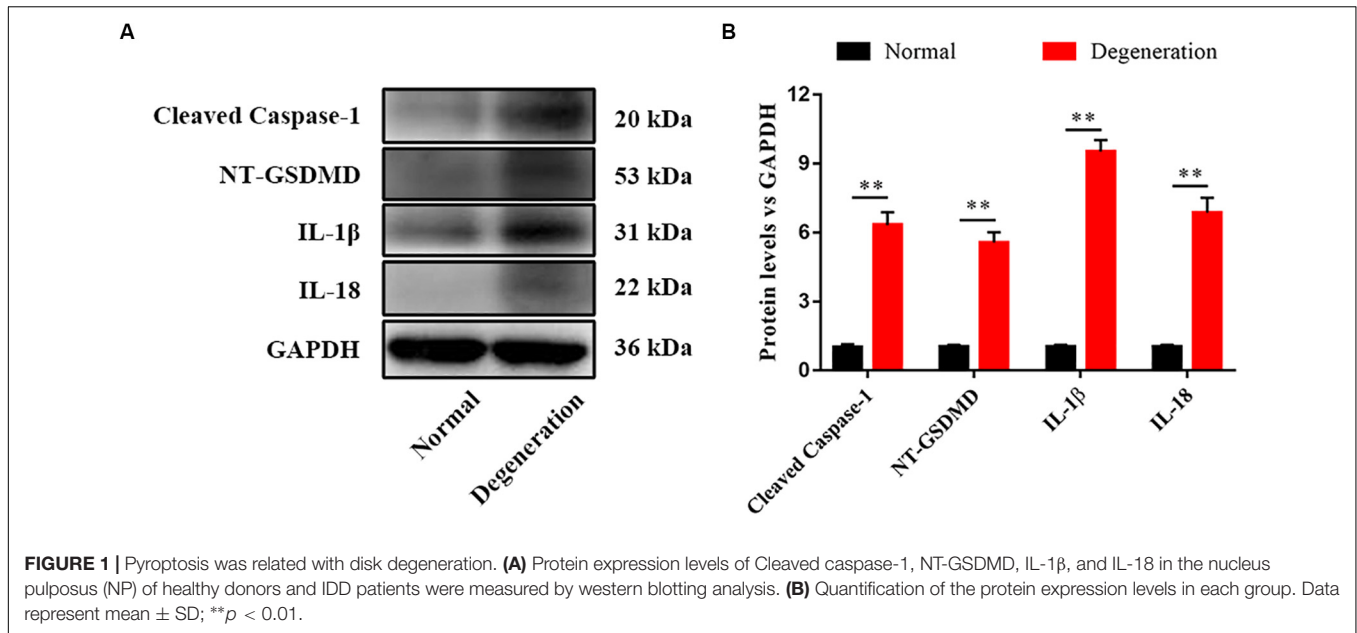 A
Cleaved Caspase-1
20 kDa
NT-GSDMD
53 kDa
IL-1β
31 kDa
IL-18
22 kDa
GAPDH
36 kDa
Normal
Degeneration
B
Normal
Degeneration
Protein levels vs GAPDH
12
9
6
3
0
**
**
**
**
Cleaved Caspase-1
NT-GSDMD
IL-1β
IL-18
FIGURE 1 | Pyroptosis was related with disk degeneration. (A) Protein expression levels of Cleaved caspase-1, NT-GSDMD, IL-1β, and IL-18 in the nucleus
pulposus (NP) of healthy donors and IDD patients were measured by western blotting analysis. (B) Quantification of the protein expression levels in each group. Data
represent mean ± SD; **p < 0.01.